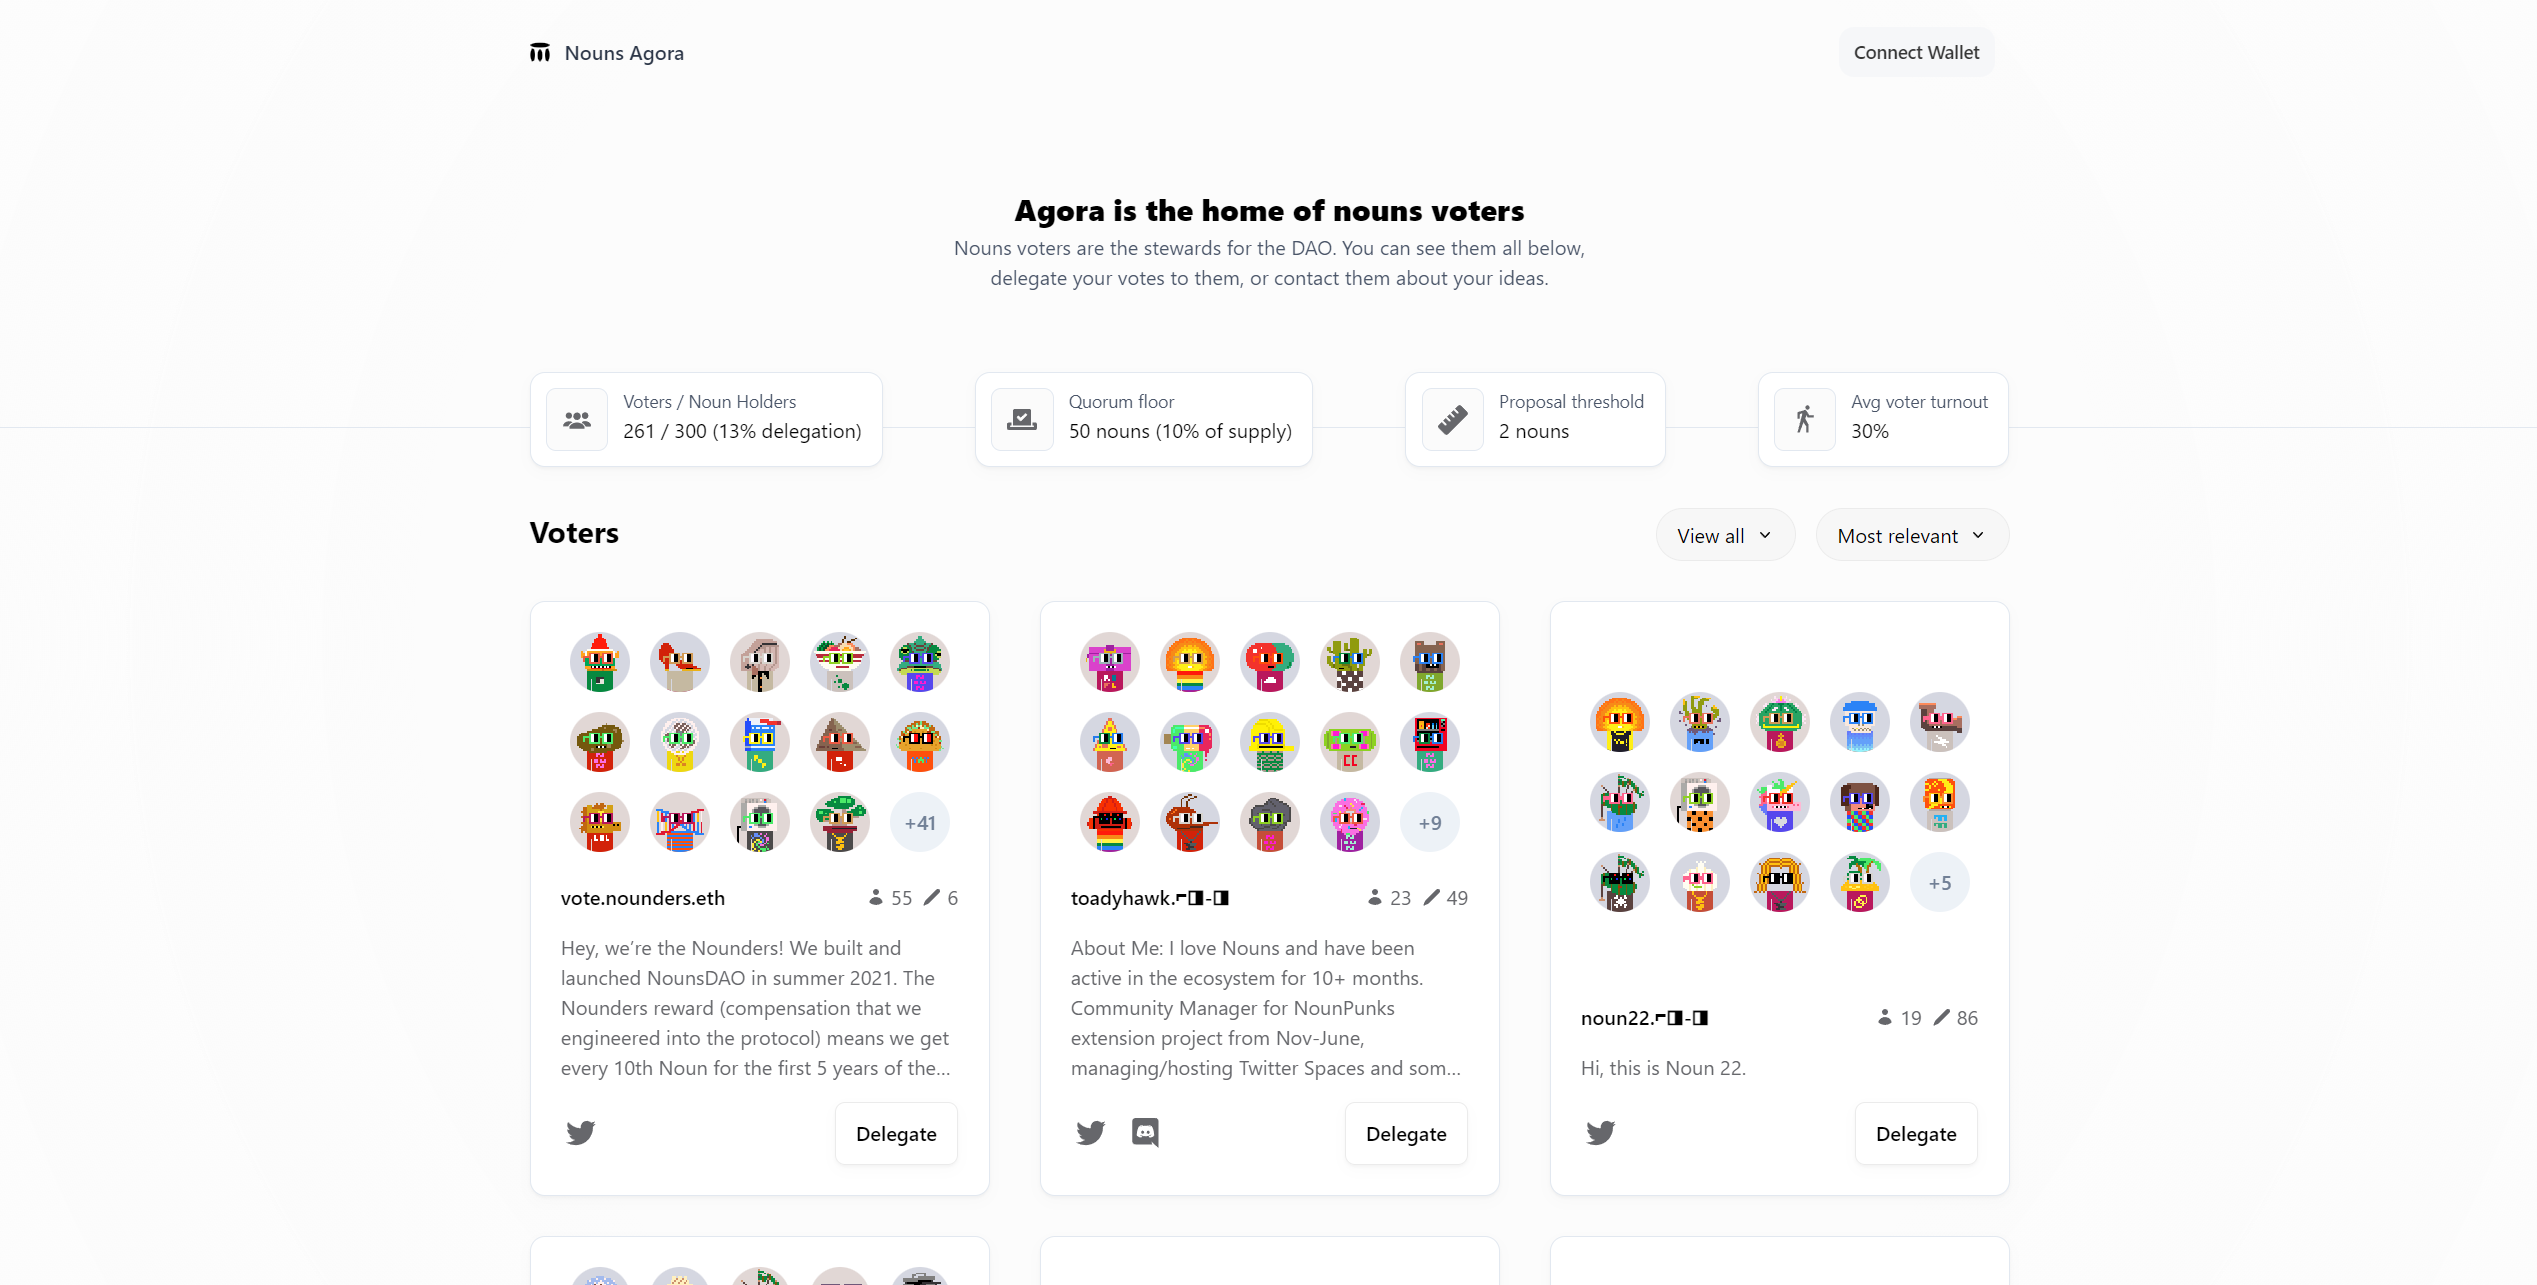 Nouns Agora
Connect Wallet
Agora is the home of nouns voters
Nouns voters are the stewards for the DAO. You can see them all below,
delegate your votes to them, or contact them about your ideas.
Voters / Noun Holders
261 / 300 (13% delegation)
Quorum floor
50 nouns (10% of supply)
Proposal threshold
2 nouns
Avg voter turnout
30%
Voters
View all
Most relevant
+41
vote.nounders.eth
55
6
Hey, we’re the Nounders! We built and
launched NounsDAO in summer 2021. The
Nounders reward (compensation that we
engineered into the protocol) means we get
every 10th Noun for the first 5 years of the…
Delegate
+9
toadyhawk.⌐◨-◨
23
49
About Me: I love Nouns and have been
active in the ecosystem for 10+ months.
Community Manager for NounPunks
extension project from Nov-June,
managing/hosting Twitter Spaces and som…
Delegate
+5
noun22.⌐◨-◨
19
86
Hi, this is Noun 22.
Delegate